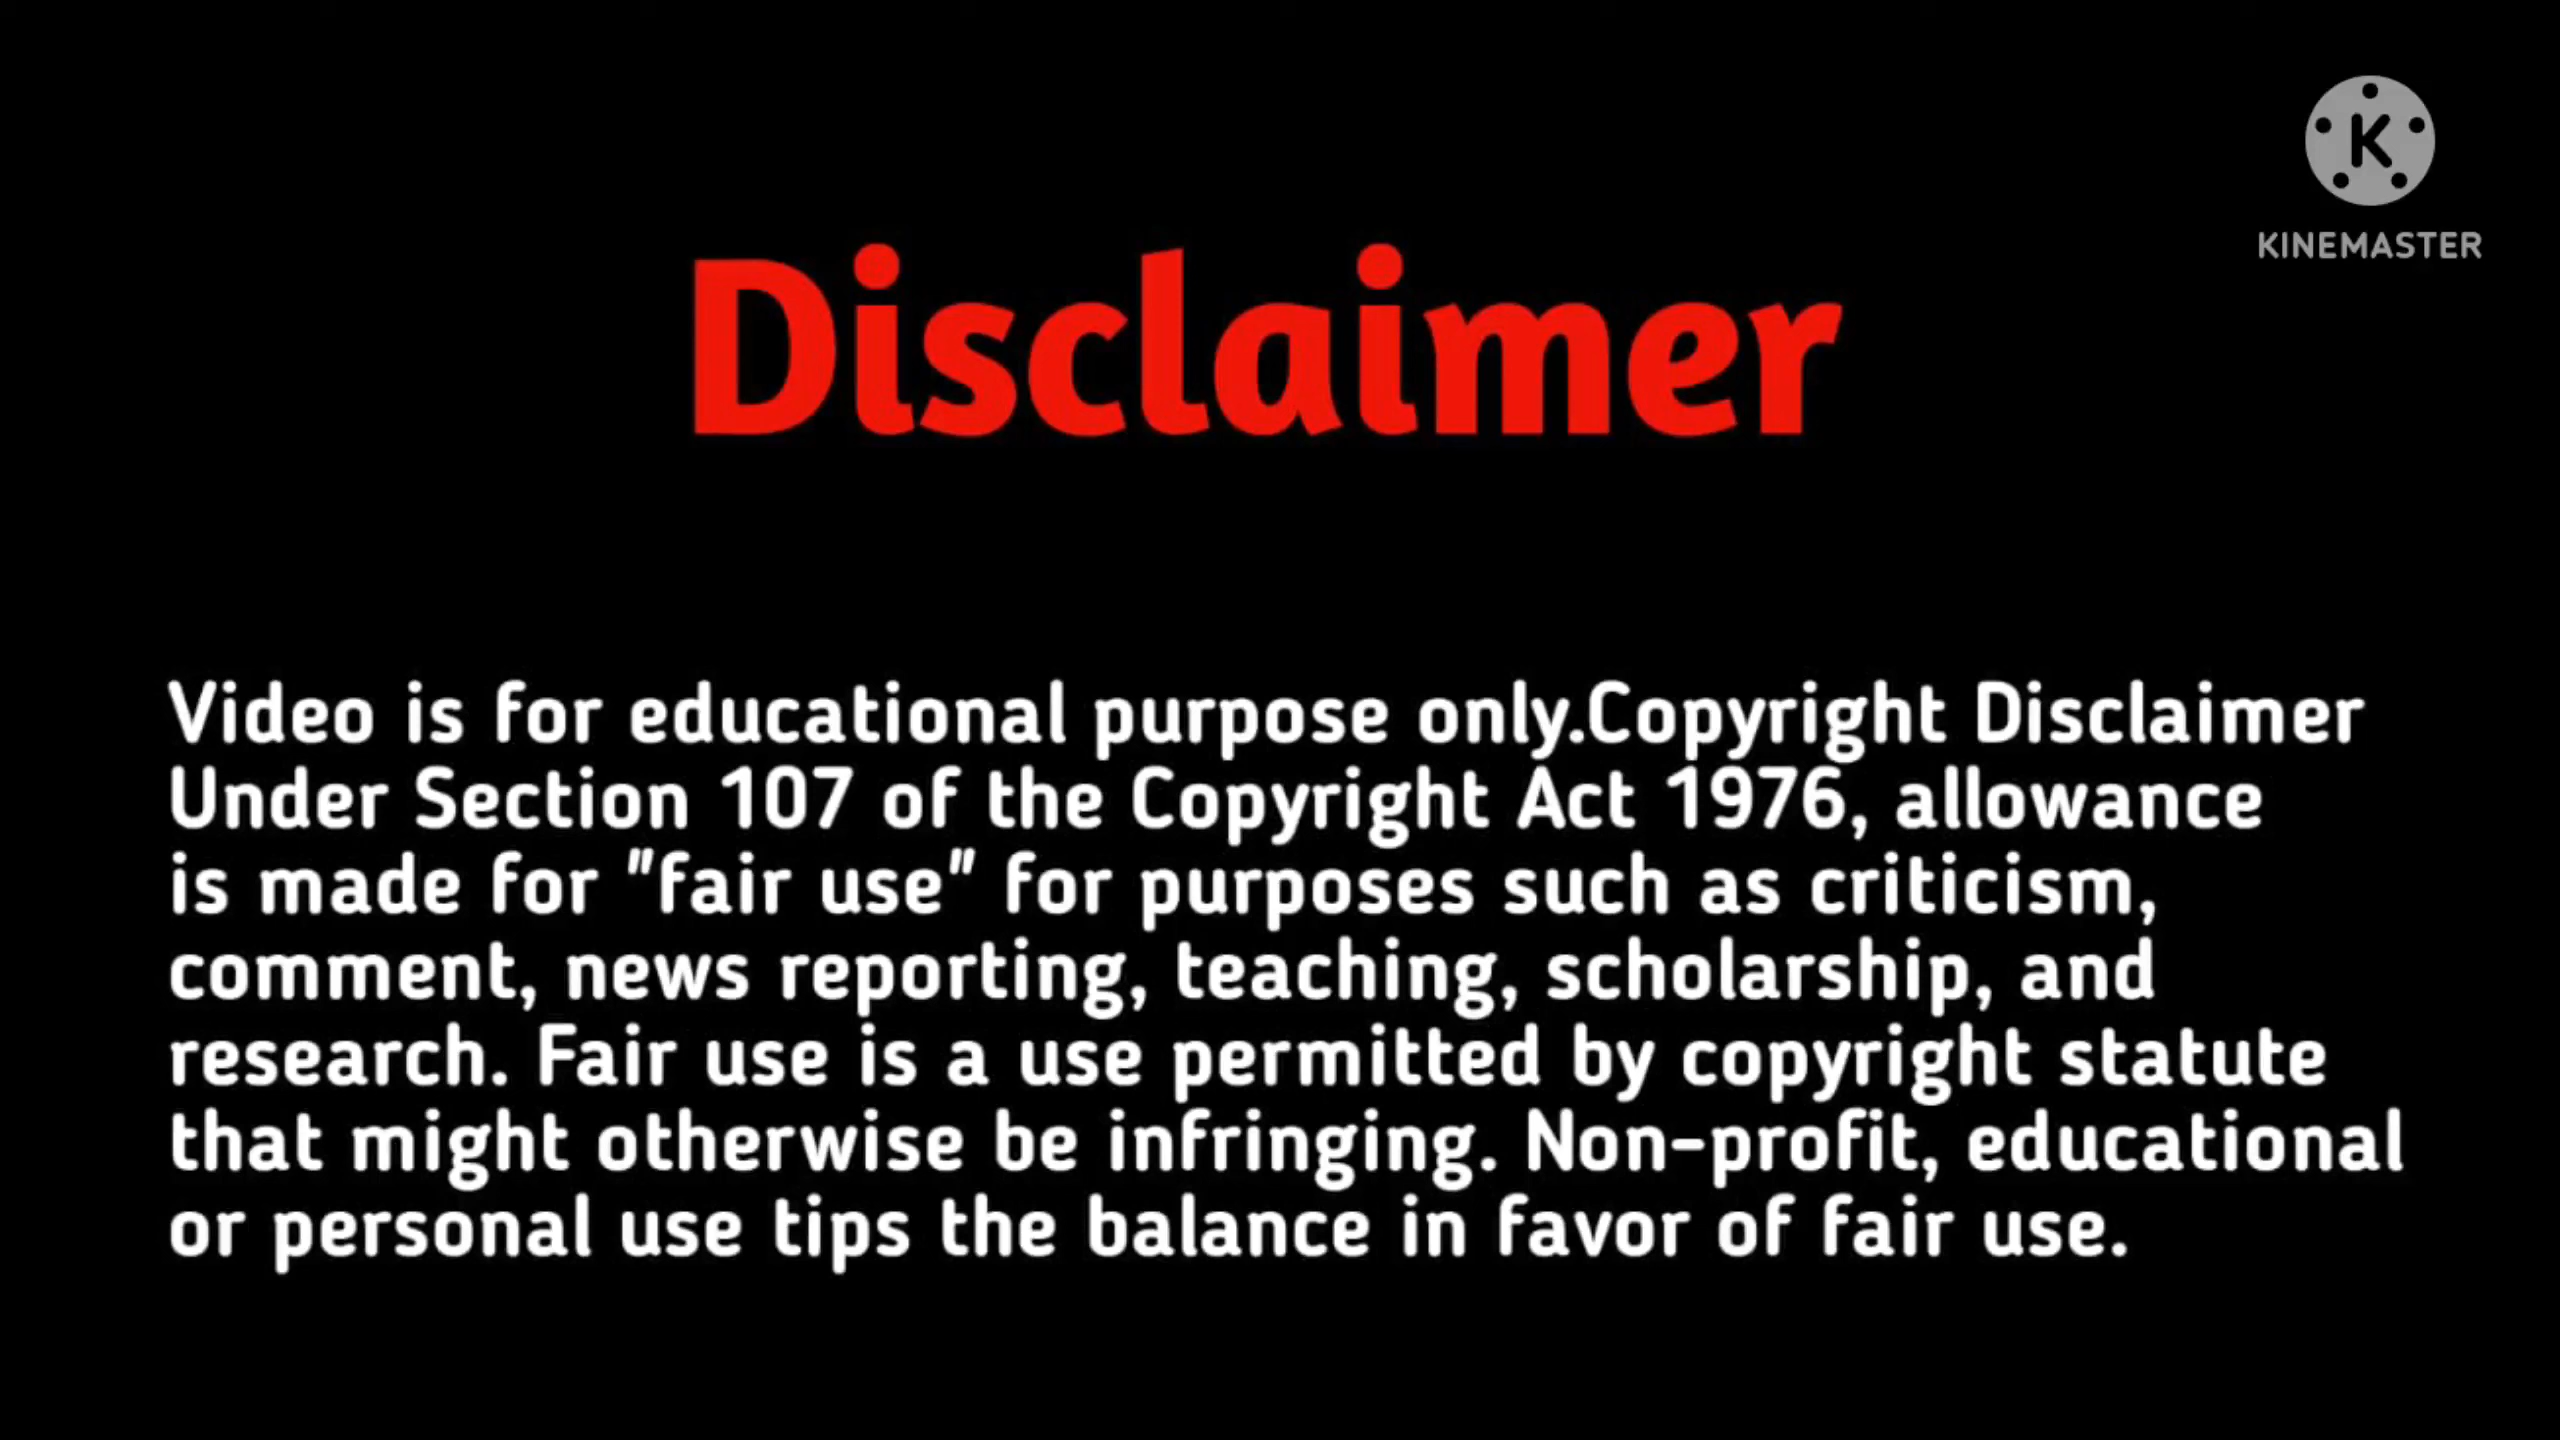 K
KINEMASTER
Disclaimer
Video is for educational purpose only.Copyright Disclaimer
Under Section 107 of the Copyright Act 1976, allowance
is made for "fair use" for purposes such as criticism,
comment, news reporting, teaching, scholarship, and
research. Fair use is a use permitted by copyright statute
that might otherwise be infringing. Non-profit, educational
or personal use tips the balance in favor of fair use.